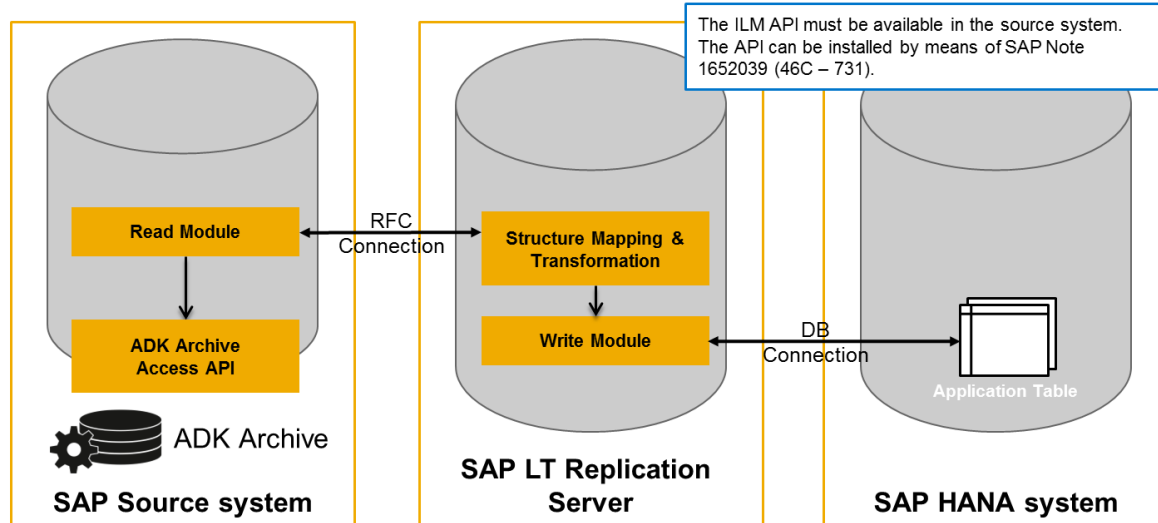 The ILM API must be available in the source system.
The API can be installed by means of SAP Note
1652039 (46C – 731).
Read Module
RFC
Connection
Structure Mapping &
Transformation
ADK Archive
Access API
Write Module
DB
Connection
Application Table
ADK Archive
SAP Source system
SAP LT Replication
Server
SAP HANA system